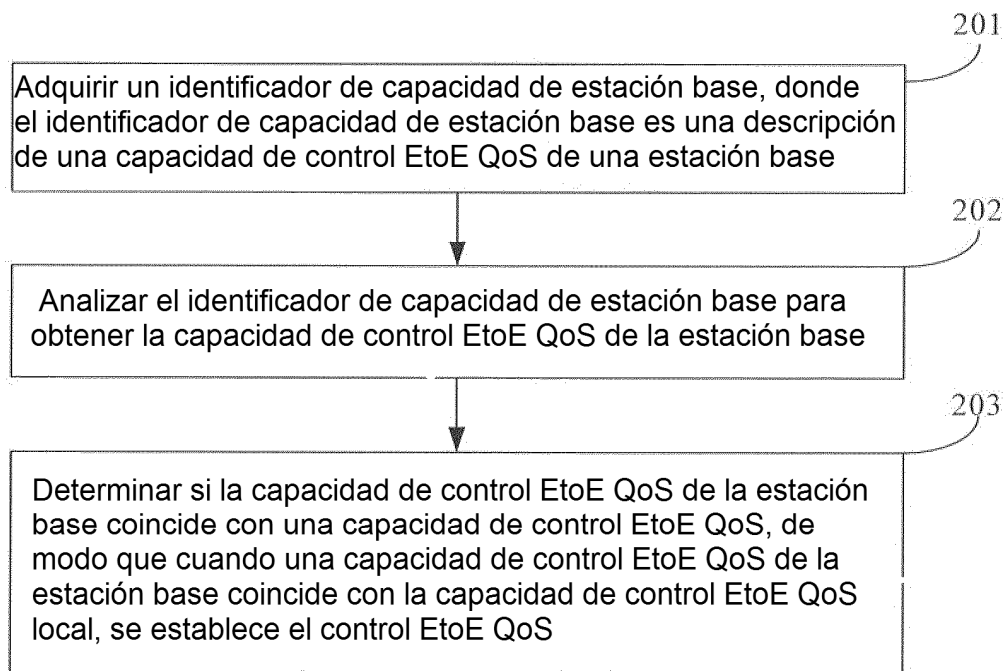 201
Adquirir un identificador de capacidad de estación base, donde
el identificador de capacidad de estación base es una descripción
de una capacidad de control EtoE QoS de una estación base
202
Analizar el identificador de capacidad de estación base para
obtener la capacidad de control EtoE QoS de la estación base
203
Determinar si la capacidad de control EtoE QoS de la estación
base coincide con una capacidad de control EtoE QoS, de
modo que cuando una capacidad de control EtoE QoS de la
estación base coincide con la capacidad de control EtoE QoS
local, se establece el control EtoE QoS